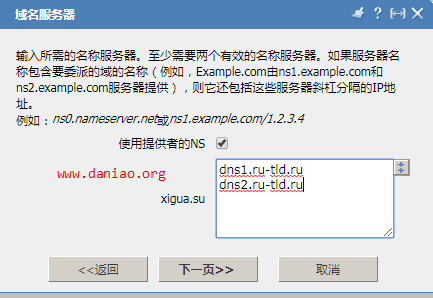 域名服务器
输入所需的名称服务器。至少需要两个有效的名称服务器。如果服务器名
称包含要委派的域的名称（例如，Example.com由ns1.example.com和
ns2.example.com服务器提供），则它还包括这些服务器斜杠分隔的IP地
址。
例如：ns0.nameserver.net或ns1.example.com/1.2.3.4
使用提供者的NS
www.daniao.org
xigua.su
dns1.ru-tld.ru
dns2.ru-tld.ru
<<返回
下一页>>
取消